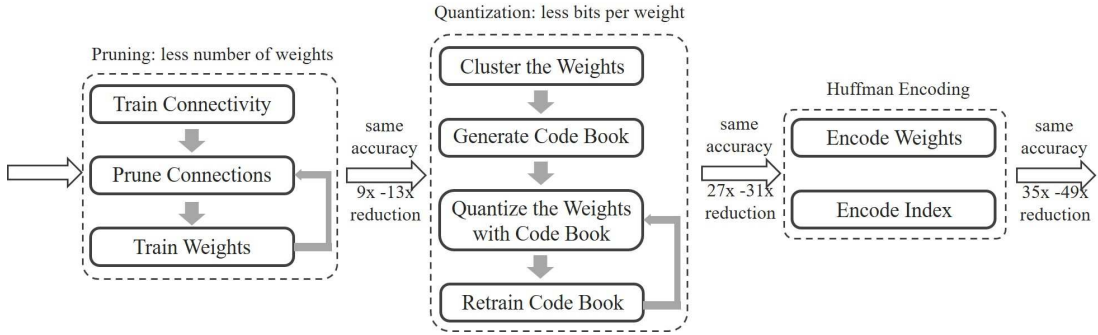 Pruning: less number of weights
Train Connectivity
Prune Connections
Train Weights
same
accuracy
9x -13x
reduction
Quantization: less bits per weight
Cluster the Weights
Generate Code Book
Quantize the Weights
with Code Book
Retrain Code Book
same
accuracy
27x -31x
reduction
Huffman Encoding
Encode Weights
Encode Index
same
accuracy
35x -49x
reduction